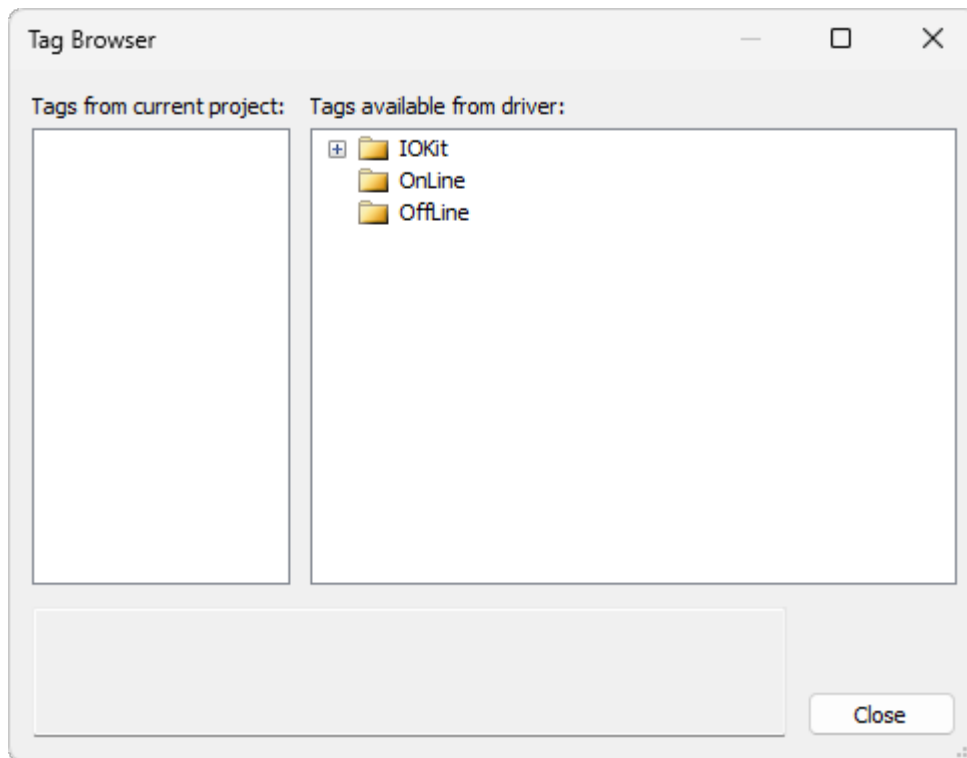 Tag Browser
Tags from current project:
Tags available from driver:
IOKit
OnLine
OffLine
Close